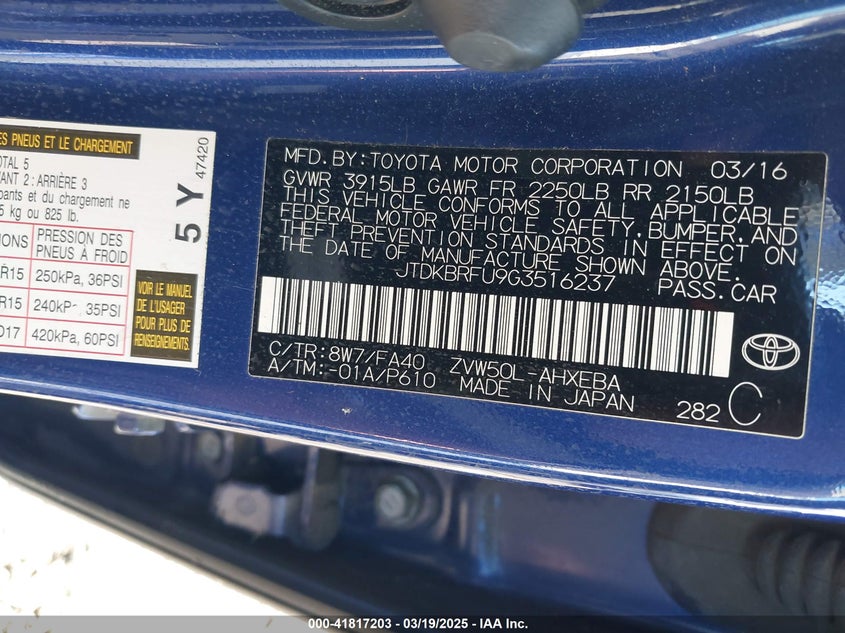 ES PNEUS ET LE CHARGEMENT
OTAL 5
VANT 2 : ARRIÈRE 3
pants et du chargement ne
5 kg ou 825 lb.
5 Y
47420
IONS
PRESSION DES
PNEUS À FROID
R15
250kPa, 36PSI
R15
240kP 35PSI
D17
420kPa, 60PSI
VOIR LE MANUEL
DE L'USAGER
POUR PLUS DE
RENSEIGNEMENTS.
MFD. BY: TOYOTA MOTOR CORPORATION 03/16
GVWR 3915LB GAWR FR 2250LB RR 2150LB
THIS VEHICLE CONFORMS TO ALL APPLICABLE
FEDERAL MOTOR VEHICLE SAFETY, BUMPER, AND
THEFT PREVENTION STANDARDS IN EFFECT ON
THE DATE OF MANUFACTURE SHOWN ABOVE.
JTDKBRFU9G3516237 PASS. CAR
C/TR: 8W7/FA40 ZVW50L-AHXEBA
A/TM: -01A/P610 MADE IN JAPAN
282 C
000-41817203 - 03/19/2025 - IAA Inc.